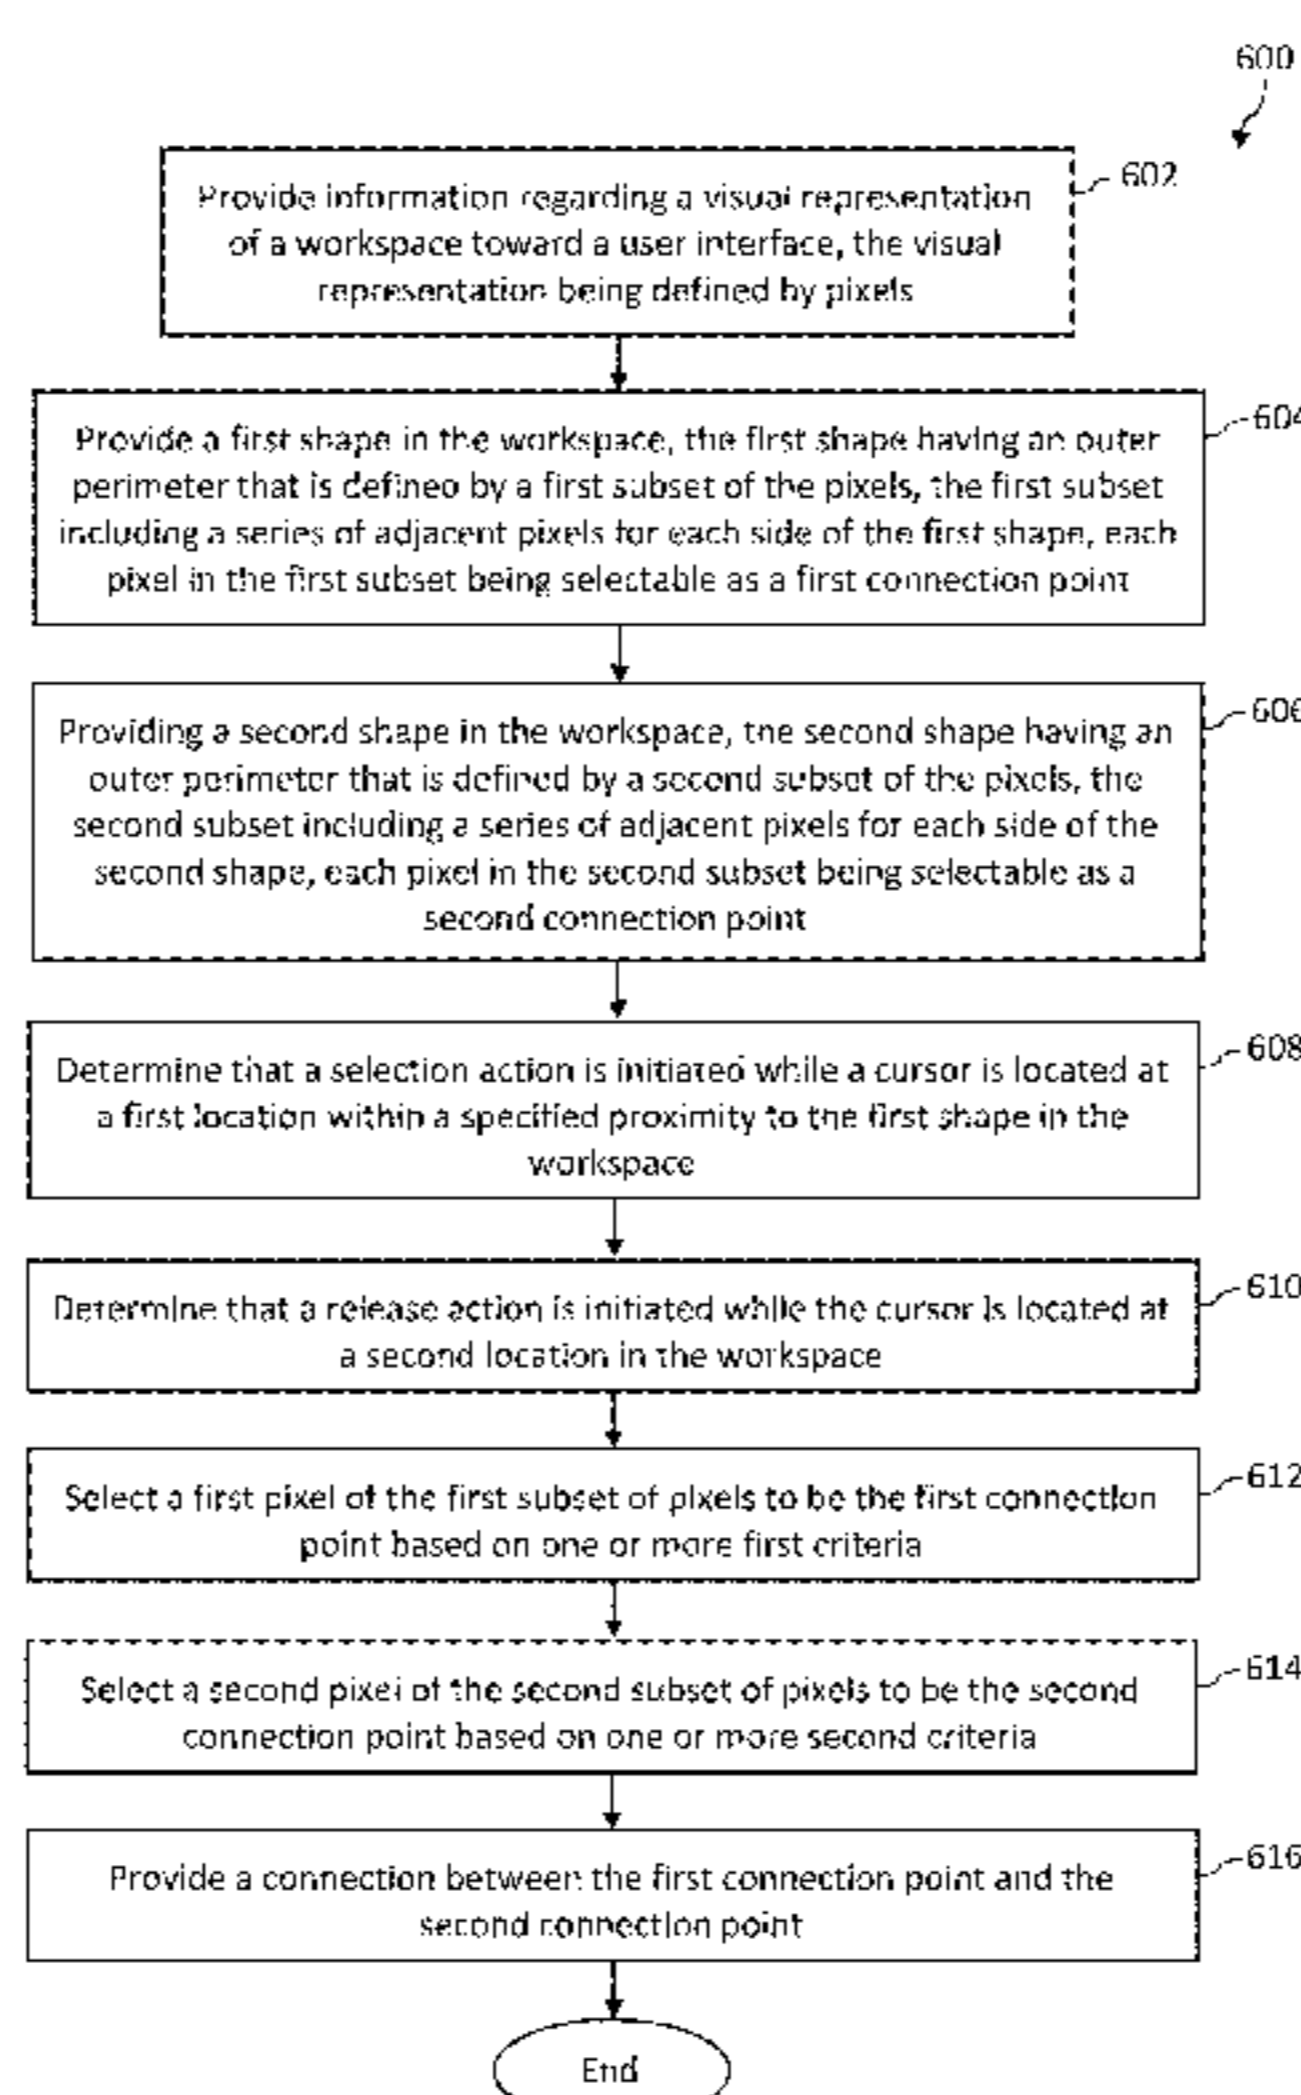 600
602
Provide information regarding a visual representation
of a workspace toward a user interface, the visual
representation being defined by pixels
604
Provide a first shape in the workspace, the first shape having an outer
perimeter that is defined by a first subset of the pixels, the first subset
including a series of adjacent pixels for each side of the first shape, each
pixel in the first subset being selectable as a first connection point
606
Providing a second shape in the workspace, the second shape having an
outer perimeter that is defined by a second subset of the pixels, the
second subset including a series of adjacent pixels for each side of the
second shape, each pixel in the second subset being selectable as a
second connection point
608
Determine that a selection action is initiated while a cursor is located at
a first location within a specified proximity to the first shape in the
workspace
610
Determine that a release action is initiated while the cursor is located at
a second location in the workspace
612
Select a first pixel of the first subset of pixels to be the first connection
point based on one or more first criteria
614
Select a second pixel of the second subset of pixels to be the second
connection point based on one or more second criteria
616
Provide a connection between the first connection point and the
second connection point
End